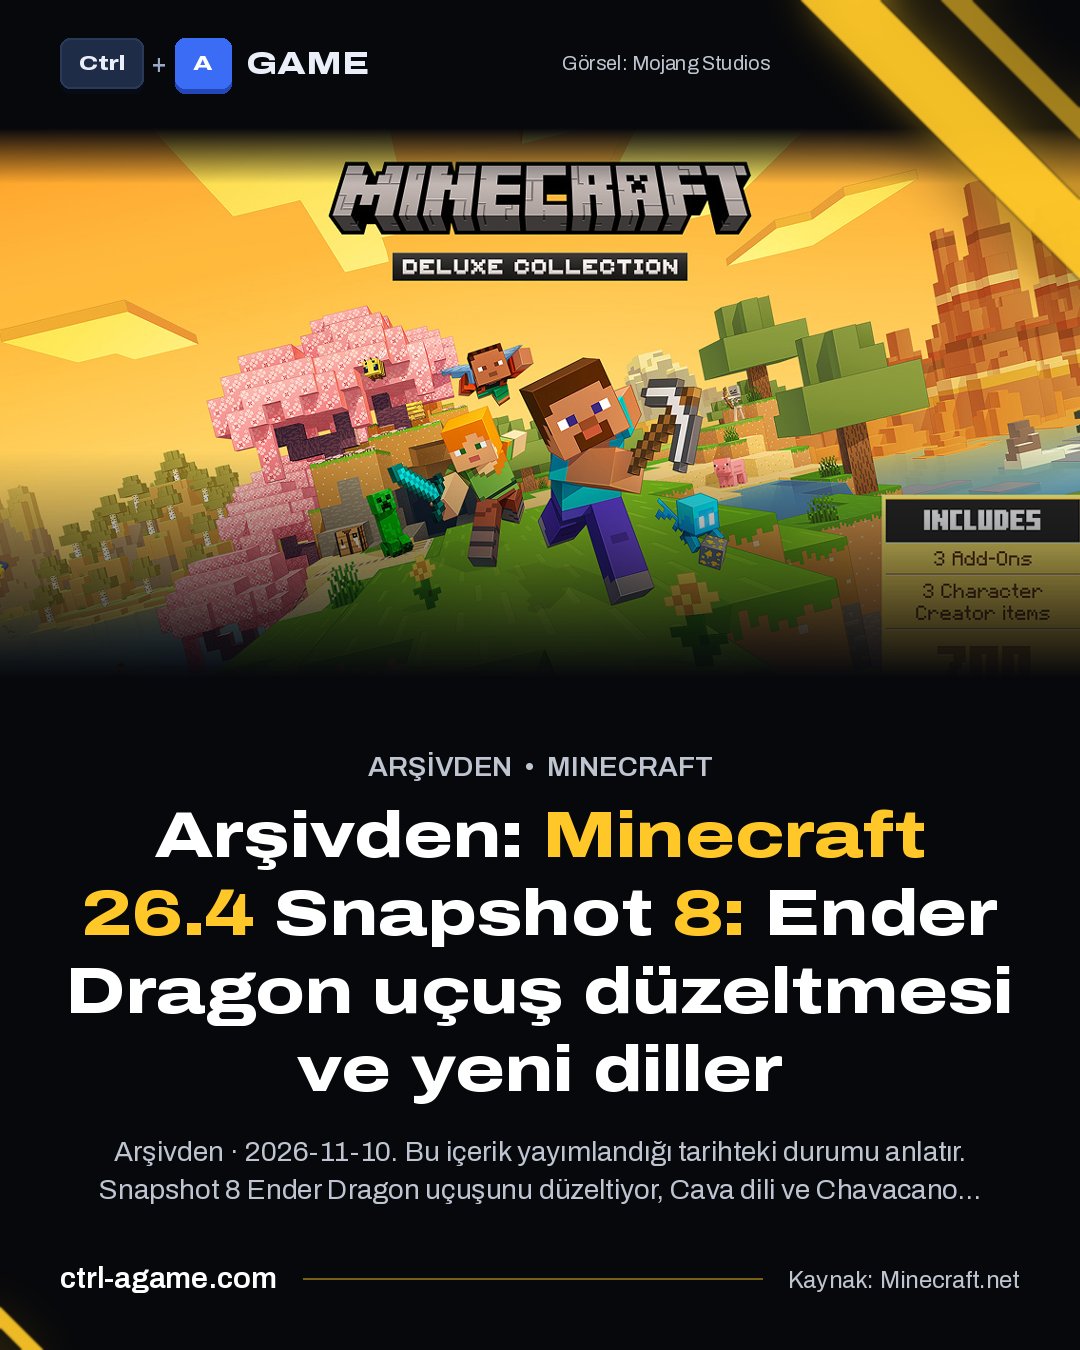 Ctrl + A GAME
Görsel: Mojang Studios
MINECRAFT
DELUXE COLLECTION
INCLUDES
3 Add-Ons
3 Character
Creator items
ARŞİVDEN • MINECRAFT
Arşivden: Minecraft
26.4 Snapshot 8: Ender
Dragon uçuş düzeltmesi
ve yeni diller
Arşivden · 2026-11-10. Bu içerik yayımlandığı tarihteki durumu anlatır.
Snapshot 8 Ender Dragon uçuşunu düzeltiyor, Cava dili ve Chavacano...
ctrl-agame.com
Kaynak: Minecraft.net